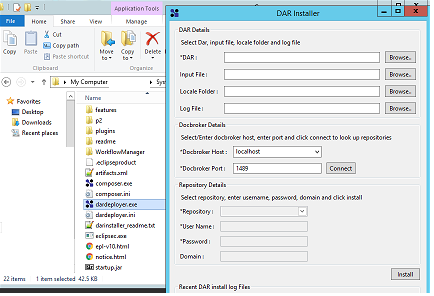 Application Tools
Home
Share
View
Manage
Cut
Copy path
Paste shortcut
Paste
Clipboard
Move to
Copy to
Delete
Organize
My Computer
Favorites
Desktop
Downloads
Recent places
Name
features
p2
plugins
readme
WorkflowManager
.eclipseproduct
artifacts.xml
composer.exe
composer.ini
dardeployer.exe
dardeployer.ini
darinstaller_readme.txt
eclipsec.exe
epl-v10.html
notice.html
startup.jar
22 items
1 item selected
42.5 KB
DAR Installer
DAR Details
Select Dar, input file, locale folder and log file
*DAR :
Browse..
Input File :
Browse..
Locale Folder :
Browse..
Log File :
Browse..
Docbroker Details
Select/Enter docbroker host, enter port and click connect to look up repositories
*Docbroker Host :
localhost
*Docbroker Port :
1489
Connect
Repository Details
Select repository, enter username, password, domain and click install
*Repository :
*User Name :
*Password :
Domain :
Install
Recent DAR install log Files